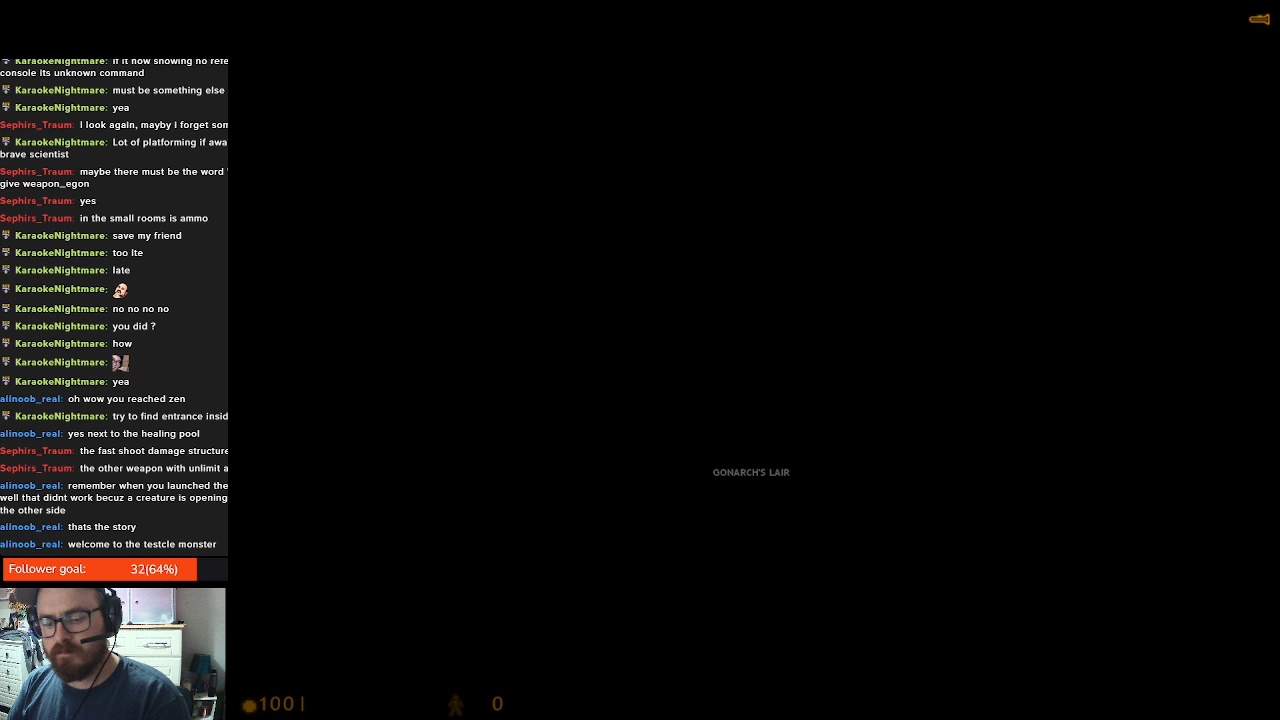 KaraokeNightmare: if it now showing no refe
console its unknown command
KaraokeNightmare: must be something else
KaraokeNightmare: yea
Sephirs_Traum: I look again, mayby I forget som
KaraokeNightmare: Lot of platforming if awa
brave scientist
Sephirs_Traum: maybe there must be the word
give weapon_egon
Sephirs_Traum: yes
Sephirs_Traum: in the small rooms is ammo
KaraokeNightmare: save my friend
KaraokeNightmare: too lte
KaraokeNightmare: late
KaraokeNightmare:
KaraokeNightmare: no no no no
KaraokeNightmare: you did ?
KaraokeNightmare: how
KaraokeNightmare:
KaraokeNightmare: yea
alinoob_real: oh wow you reached zen
KaraokeNightmare: try to find entrance insid
alinoob_real: yes next to the healing pool
Sephirs_Traum: the fast shoot damage structure
Sephirs_Traum: the other weapon with unlimit a
alinoob_real: remember when you launched the
well that didnt work becuz a creature is opening
the other side
alinoob_real: thats the story
alinoob_real: welcome to the testcle monster
Follower goal: 32(64%)
GONARCH'S LAIR
100 | 0